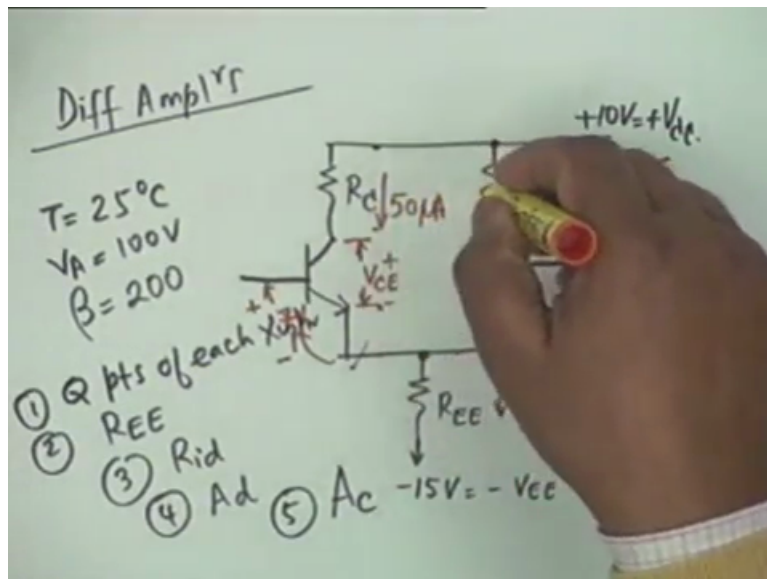 Diff Ampl'rs
+10V=+Vcc.
T= 25°C
VA = 100V
β= 200
RC 50μA
+
VCE
-
+
-
① Q pts of each
② REE
③ Rid
④ Ad ⑤ Ac
REE
-15V = - VEE